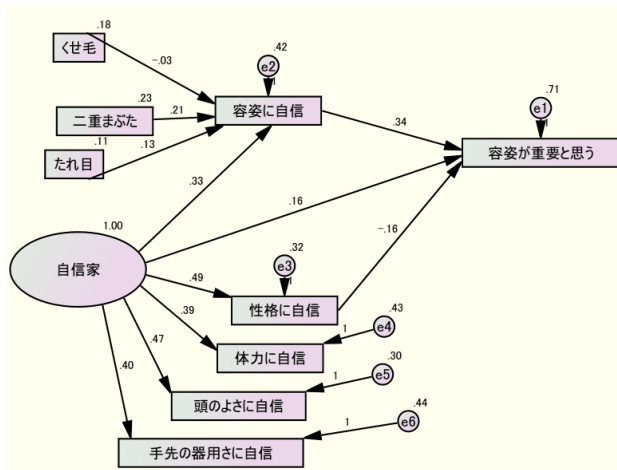 .18
くせ毛
-.03
.42
e2
1
.23
二重まぶた
.21
容姿に自信
.34
.71
e1
1
容姿が重要と思う
.11
たれ目
.13
.33
.16
-.16
1.00
自信家
.49
.32
e3
1
性格に自信
.39
.43
e4
1
体力に自信
.47
.30
e5
1
頭のよさに自信
.40
.44
e6
1
手先の器用さに自信